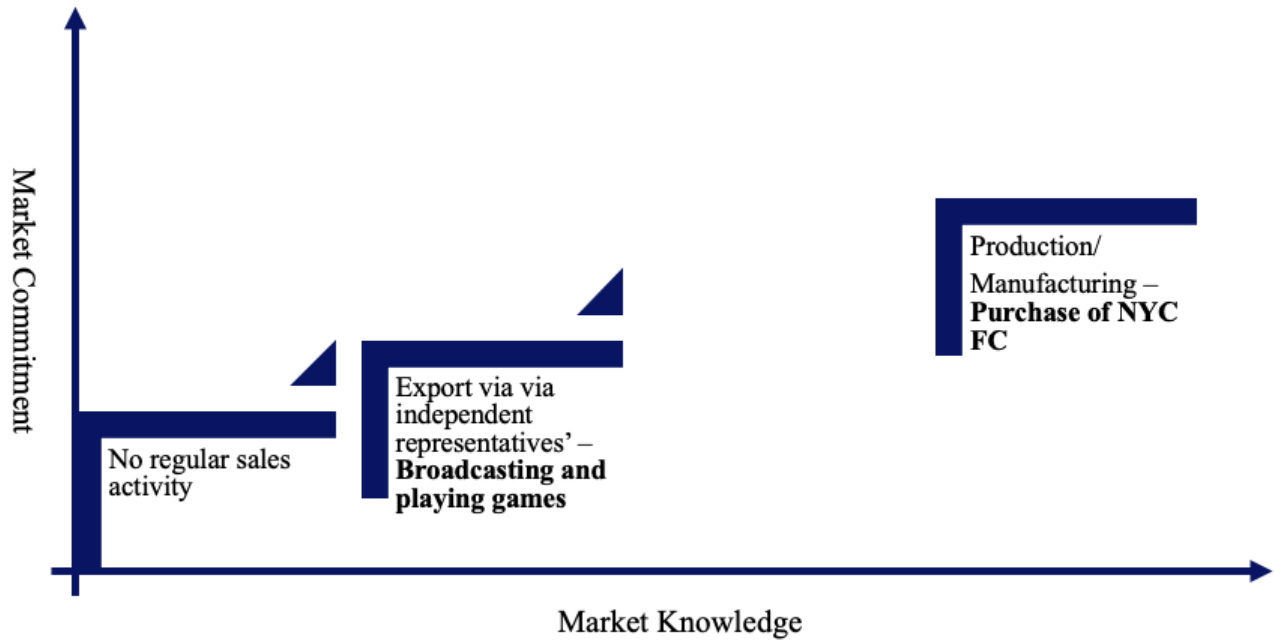 Market Commitment
No regular sales
activity
Export via via
independent
representatives’ –
Broadcasting and
playing games
Production/
Manufacturing –
Purchase of NYC
FC
Market Knowledge